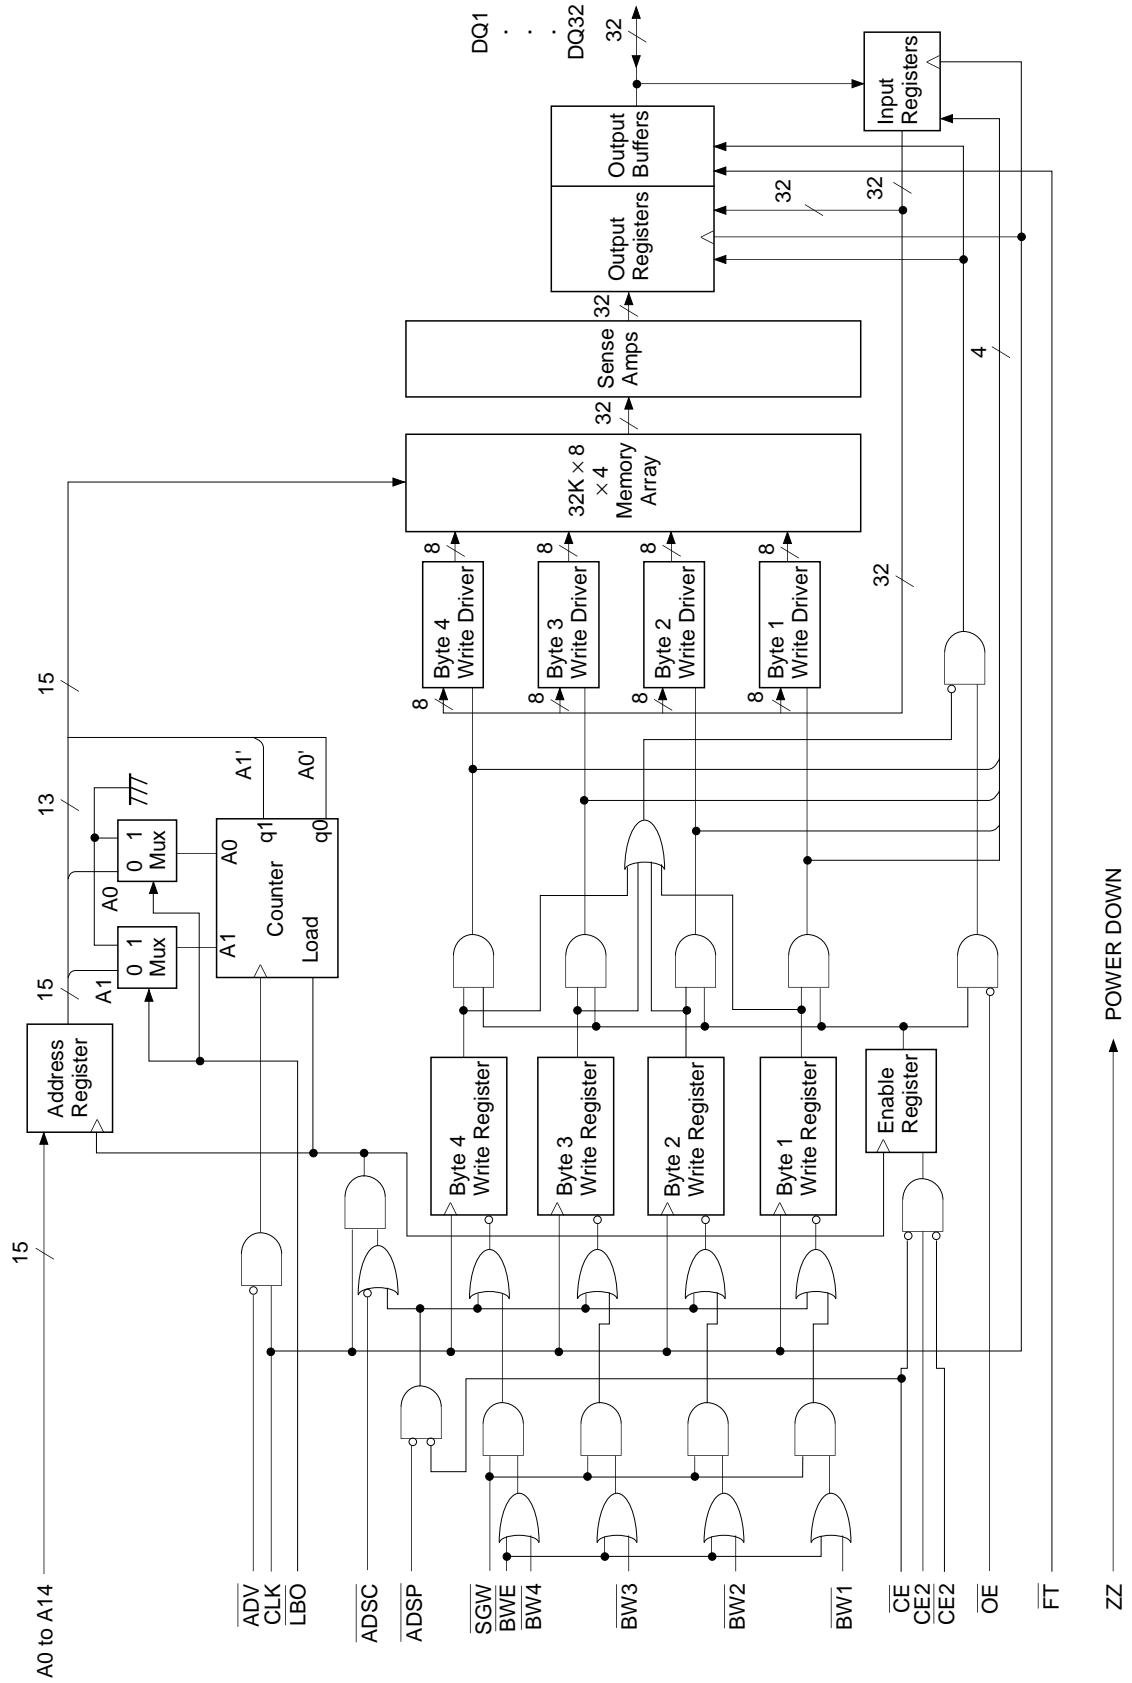 A0 to A14
15
Address
Register
15
13
15
A1
0 1
Mux
A0
0 1
Mux
A1
A0
Counter
Load
q1
q0
A1'
A0'
ADV
CLK
LBO
ADSC
ADSP
SGW
BWE
BW4
BW3
BW2
BW1
CE
CE2
CE2
OE
FT
ZZ
POWER DOWN
Byte 4
Write Register
Byte 3
Write Register
Byte 2
Write Register
Byte 1
Write Register
Enable
Register
8
Byte 4
Write Driver
8
8
Byte 3
Write Driver
8
8
Byte 2
Write Driver
8
8
Byte 1
Write Driver
8
32K × 8
× 4
Memory
Array
32
Sense
Amps
32
Output
Registers
Output
Buffers
32
32
32
4
Input
Registers
DQ1
. . .
DQ32
32